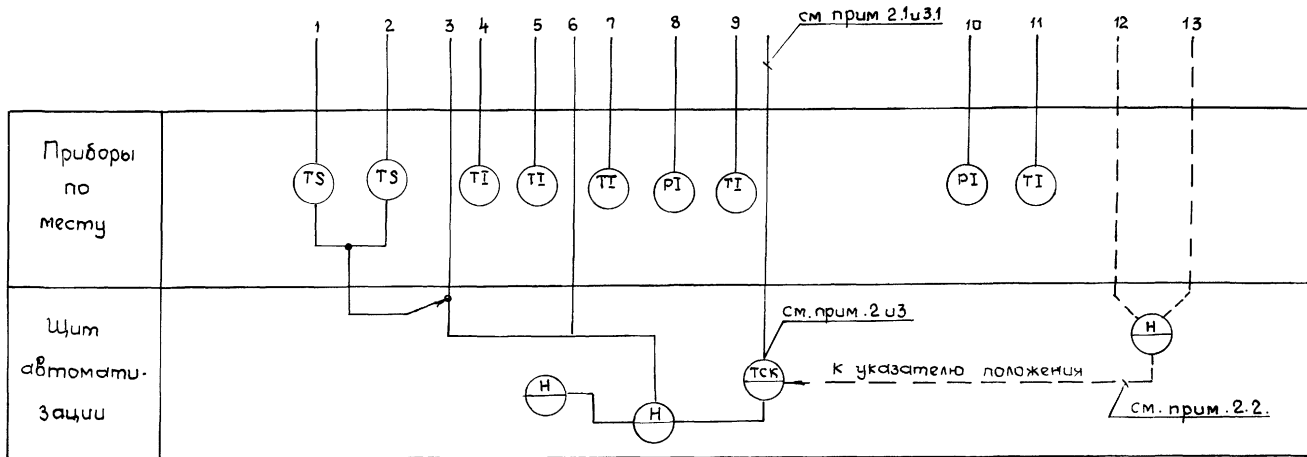 1 2 3 4 5 6 7 8 9 см прим 2.1и3.1 10 11 12 13
Приборы
по
месту
TS TS TI TI TI PI TI PI TI
Щит
автомати-
зации
см. прим. 2 и3
H
TCK
к указателю положения
H
H
см. прим. 2.2.